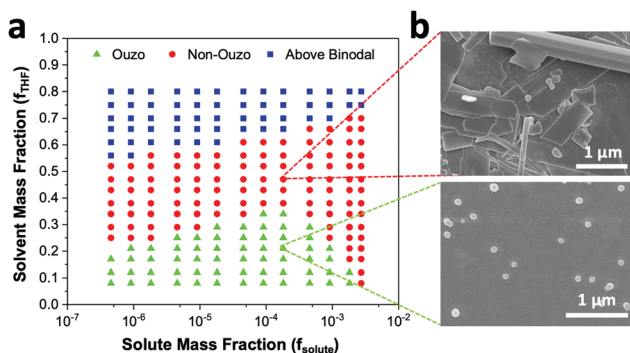 a
b
Ouzo
Non-Ouzo
Above Binodal
Solvent Mass Fraction (f_THF)
1.0
0.9
0.8
0.7
0.6
0.5
0.4
0.3
0.2
0.1
0.0
10^-7
10^-6
10^-5
10^-4
10^-3
10^-2
Solute Mass Fraction (f_solute)
1 μm
1 μm